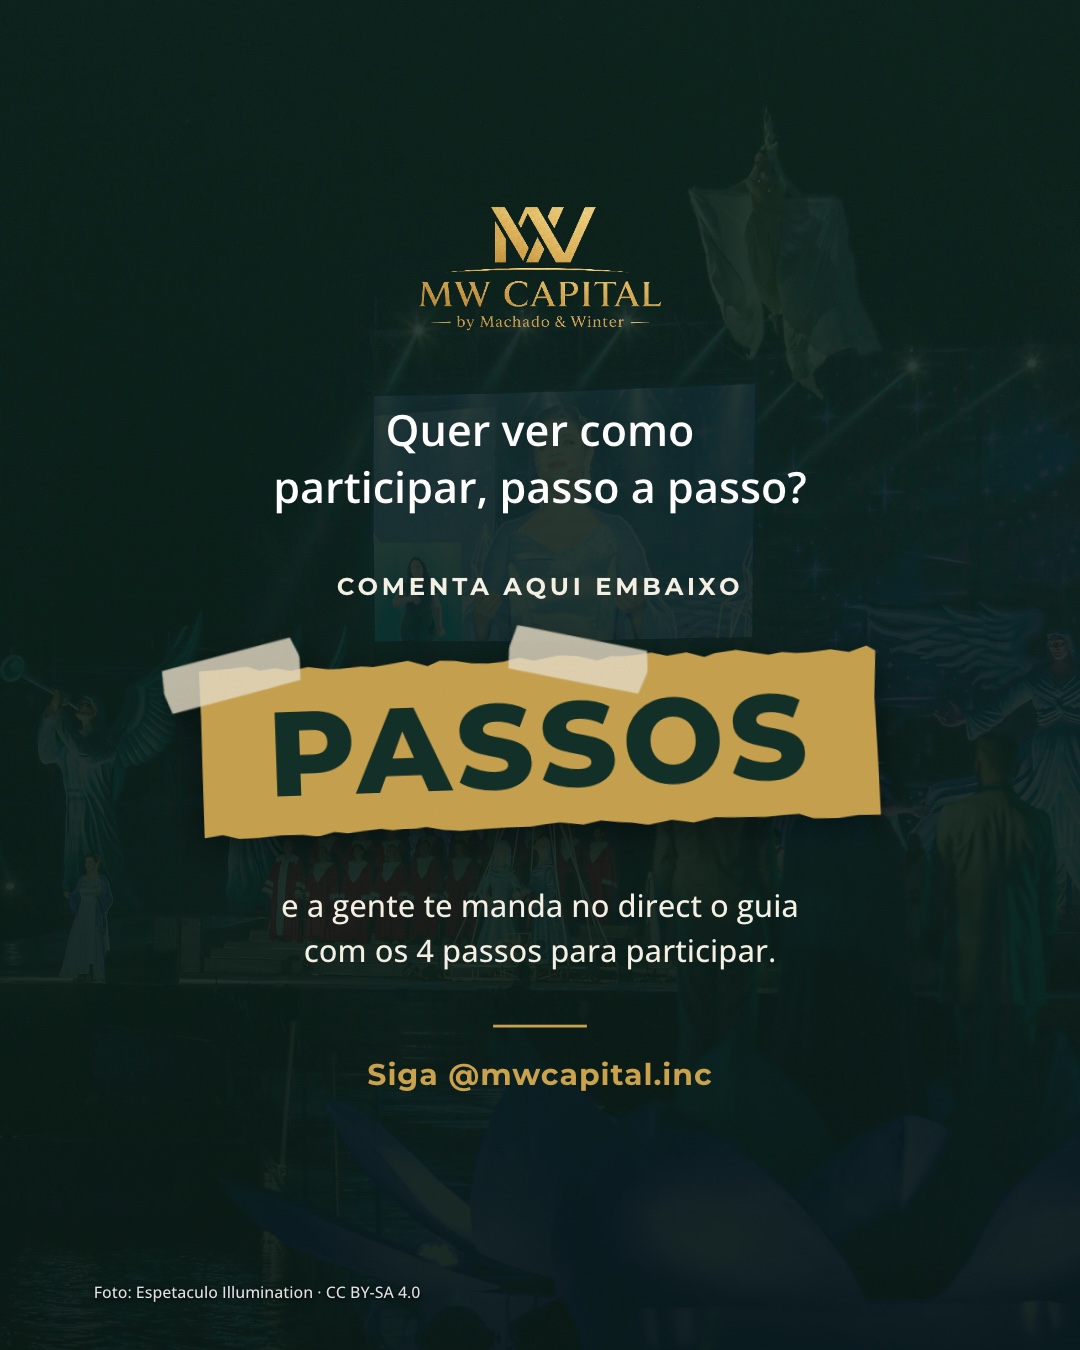 MW CAPITAL
by Machado & Winter
Quer ver como
participar, passo a passo?
COMENTA AQUI EMBAIXO
PASSOS
e a gente te manda no direct o guia
com os 4 passos para participar.
Siga @mwcapital.inc
Foto: Espetaculo Illumination · CC BY-SA 4.0